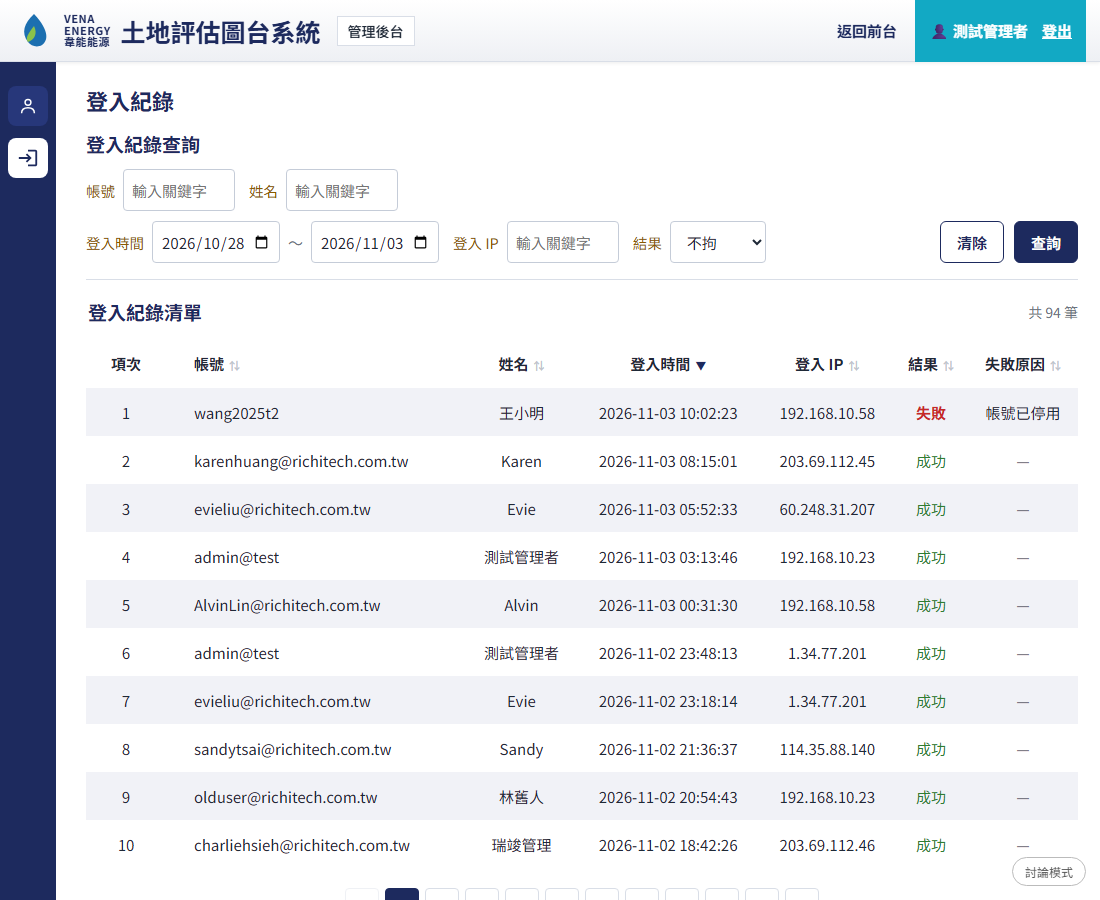 VENA
ENERGY
韋能能源
土地評估圖台系統
管理後台
返回前台
測試管理者 登出
登入紀錄
登入紀錄查詢
帳號 輸入關鍵字 姓名 輸入關鍵字
登入時間 2026/10/28 ～ 2026/11/03 登入 IP 輸入關鍵字 結果 不拘 清除 查詢
登入紀錄清單 共 94 筆
項次 帳號 ⇅ 姓名 ⇅ 登入時間 ▼ 登入 IP ⇅ 結果 ⇅ 失敗原因 ⇅
1 wang2025t2 王小明 2026-11-03 10:02:23 192.168.10.58 失敗 帳號已停用
2 karenhuang@richitech.com.tw Karen 2026-11-03 08:15:01 203.69.112.45 成功 —
3 evieliu@richitech.com.tw Evie 2026-11-03 05:52:33 60.248.31.207 成功 —
4 admin@test 測試管理者 2026-11-03 03:13:46 192.168.10.23 成功 —
5 AlvinLin@richitech.com.tw Alvin 2026-11-03 00:31:30 192.168.10.58 成功 —
6 admin@test 測試管理者 2026-11-02 23:48:13 1.34.77.201 成功 —
7 evieliu@richitech.com.tw Evie 2026-11-02 23:18:14 1.34.77.201 成功 —
8 sandytsai@richitech.com.tw Sandy 2026-11-02 21:36:37 114.35.88.140 成功 —
9 olduser@richitech.com.tw 林舊人 2026-11-02 20:54:43 192.168.10.23 成功 —
10 charliehsieh@richitech.com.tw 瑞竣管理 2026-11-02 18:42:26 203.69.112.46 成功 —
討論模式